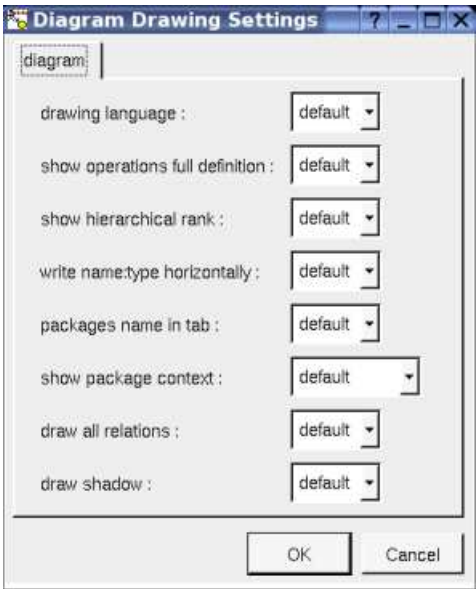 Diagram Drawing Settings ?
diagram
drawing language : default
show operations full definition : default
show hierarchical rank : default
write name:type horizontally : default
packages name in tab : default
show package context : default
draw all relations : default
draw shadow : default
OK Cancel